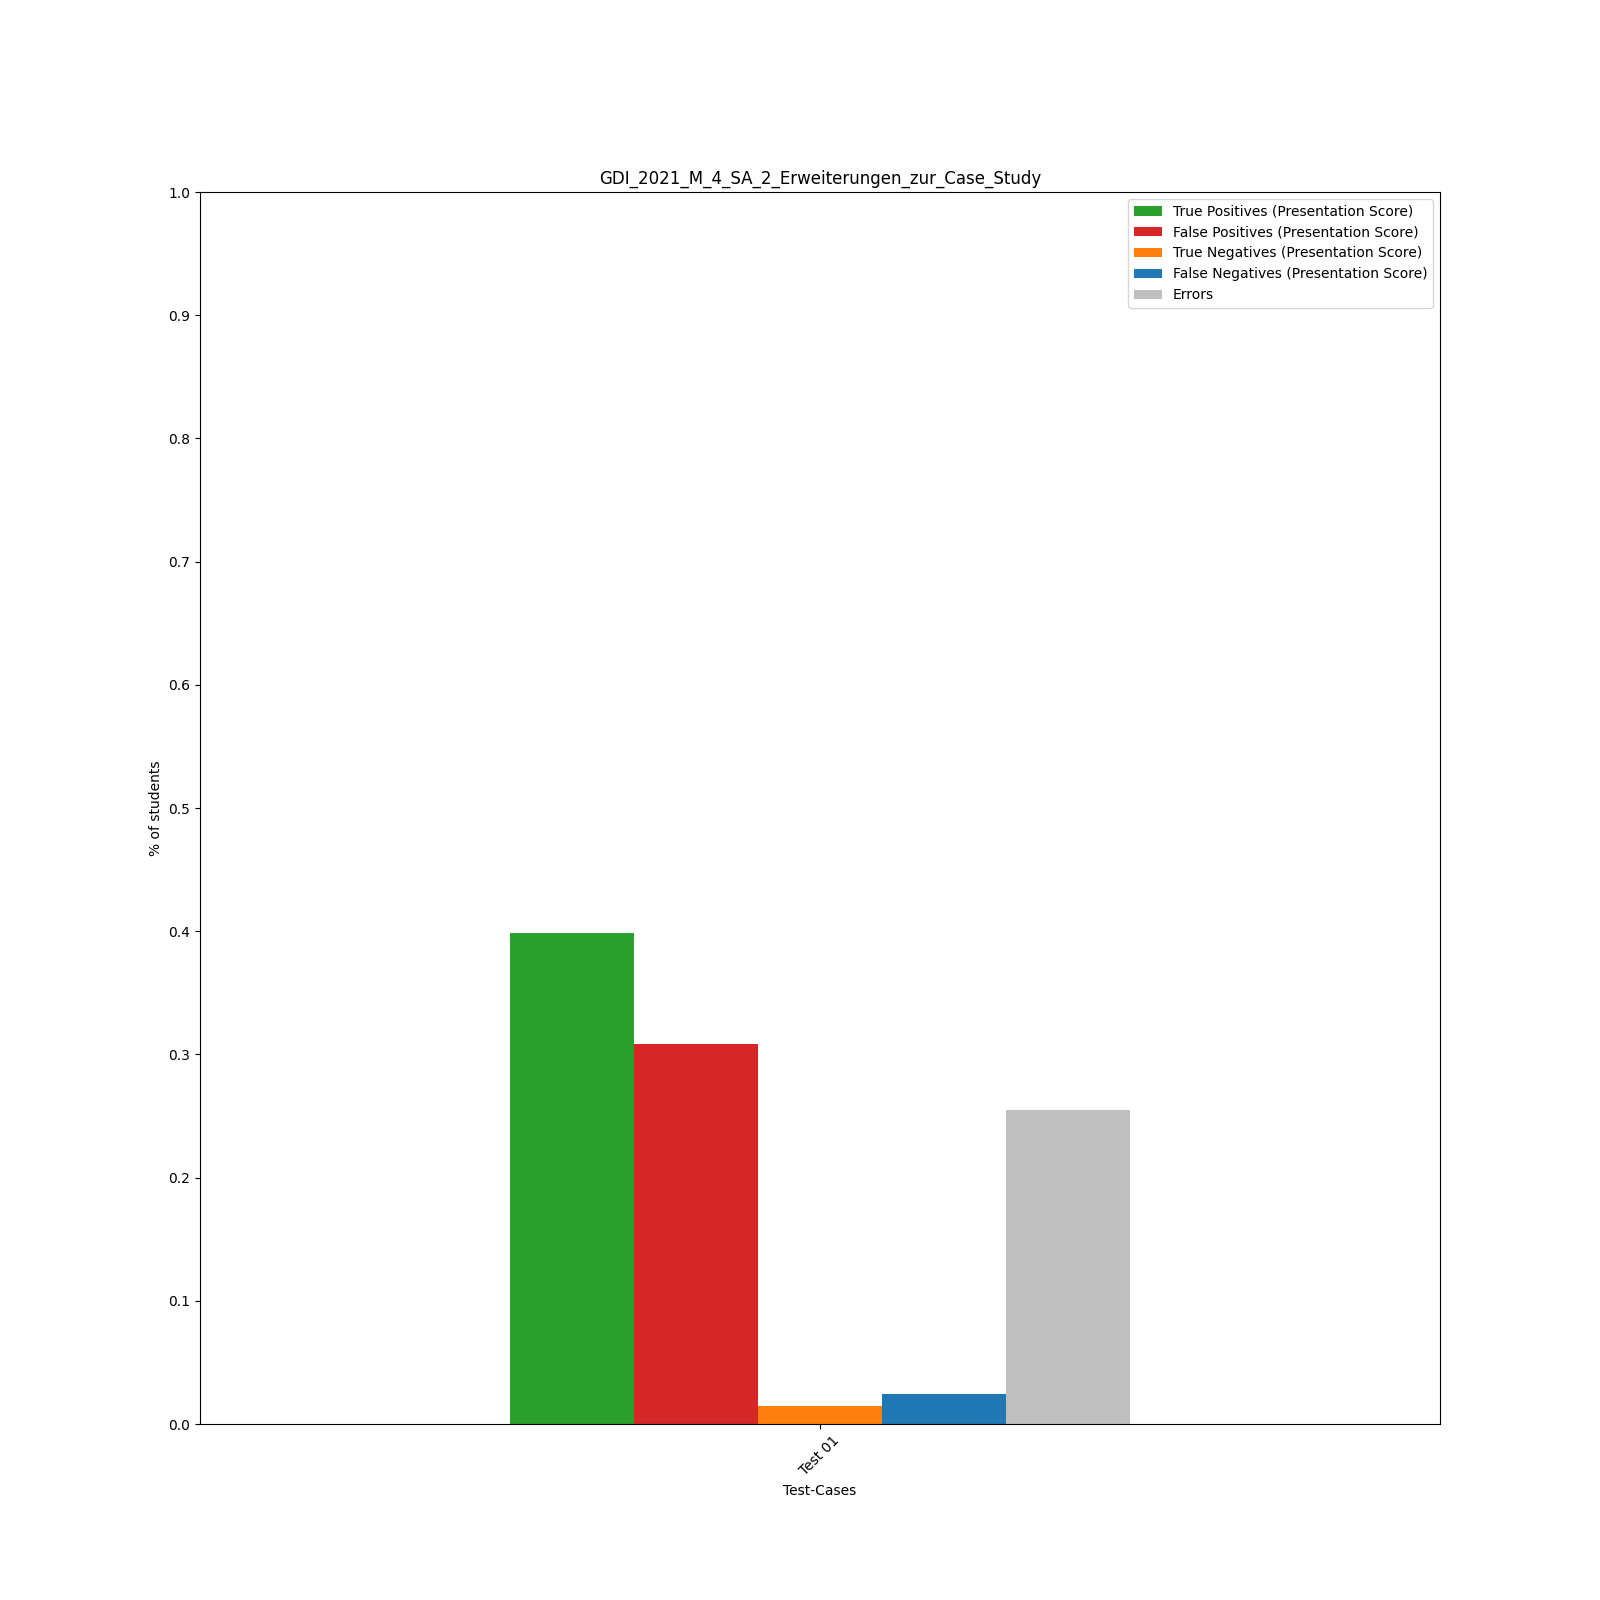 GDI_2021_M_4_SA_2_Erweiterungen_zur_Case_Study
True Positives (Presentation Score)
False Positives (Presentation Score)
True Negatives (Presentation Score)
False Negatives (Presentation Score)
Errors
1.0
0.9
0.8
0.7
0.6
0.5
0.4
0.3
0.2
0.1
0.0
% of students
Test 01
Test-Cases